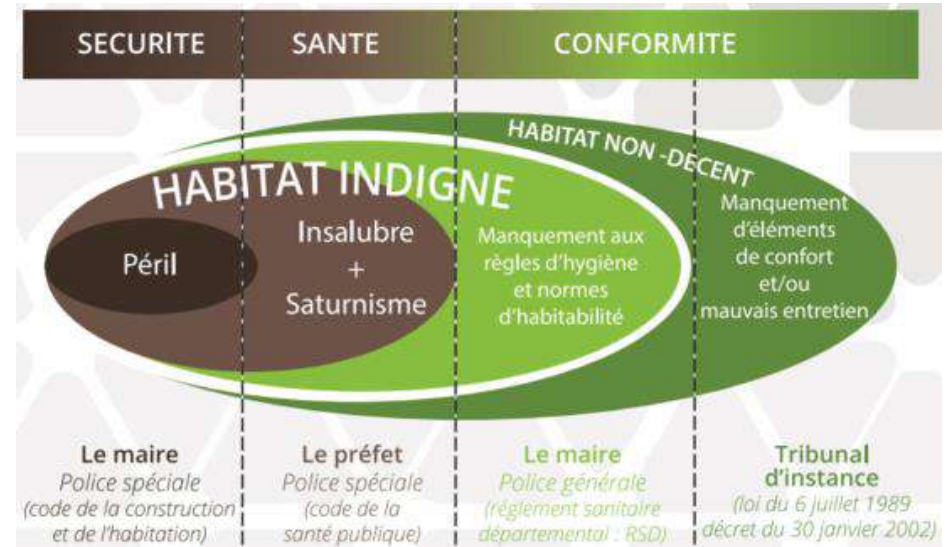 SECURITE SANTE CONFORMITE
HABITAT NON -DECENT
HABITAT INDIGNE
Péril
Insalubre
+
Saturnisme
Manquement aux
règles d'hygiène
et normes
d'habitabilité
Manquement
d'éléments
de confort
et/ou
mauvais entretien
Le maire
Police spéciale
(code de la construction
et de l'habitation)
Le préfet
Police spéciale
(code de la
santé publique)
Le maire
Police générale
(réglement sanitaire
départemental : RSD)
Tribunal
d'instance
(loi du 6 juillet 1989
décret du 30 janvier 2002)